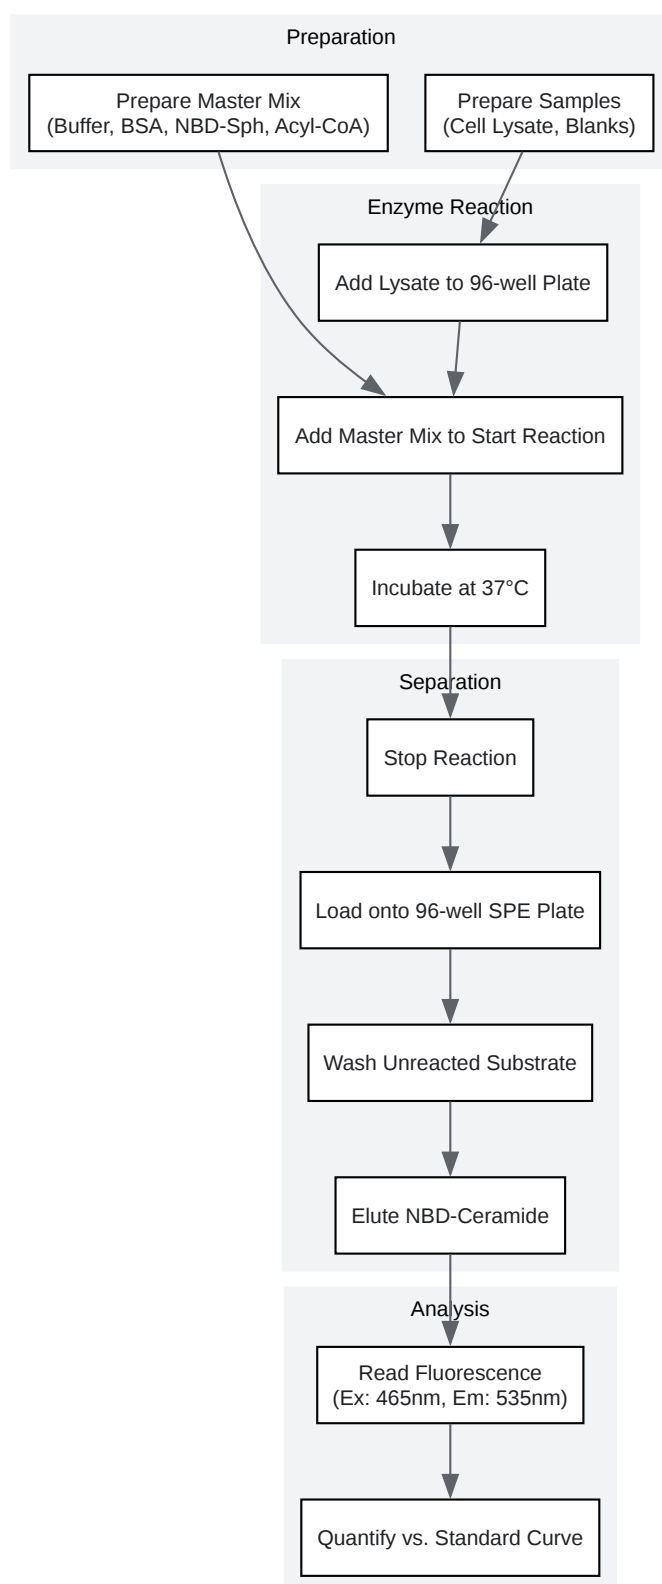 Preparation
Prepare Master Mix
(Buffer, BSA, NBD-Sph, Acyl-CoA)
Prepare Samples
(Cell Lysate, Blanks)
Enzyme Reaction
Add Lysate to 96-well Plate
Add Master Mix to Start Reaction
Incubate at 37°C
Separation
Stop Reaction
Load onto 96-well SPE Plate
Wash Unreacted Substrate
Elute NBD-Ceramide
Analysis
Read Fluorescence
(Ex: 465nm, Em: 535nm)
Quantify vs. Standard Curve